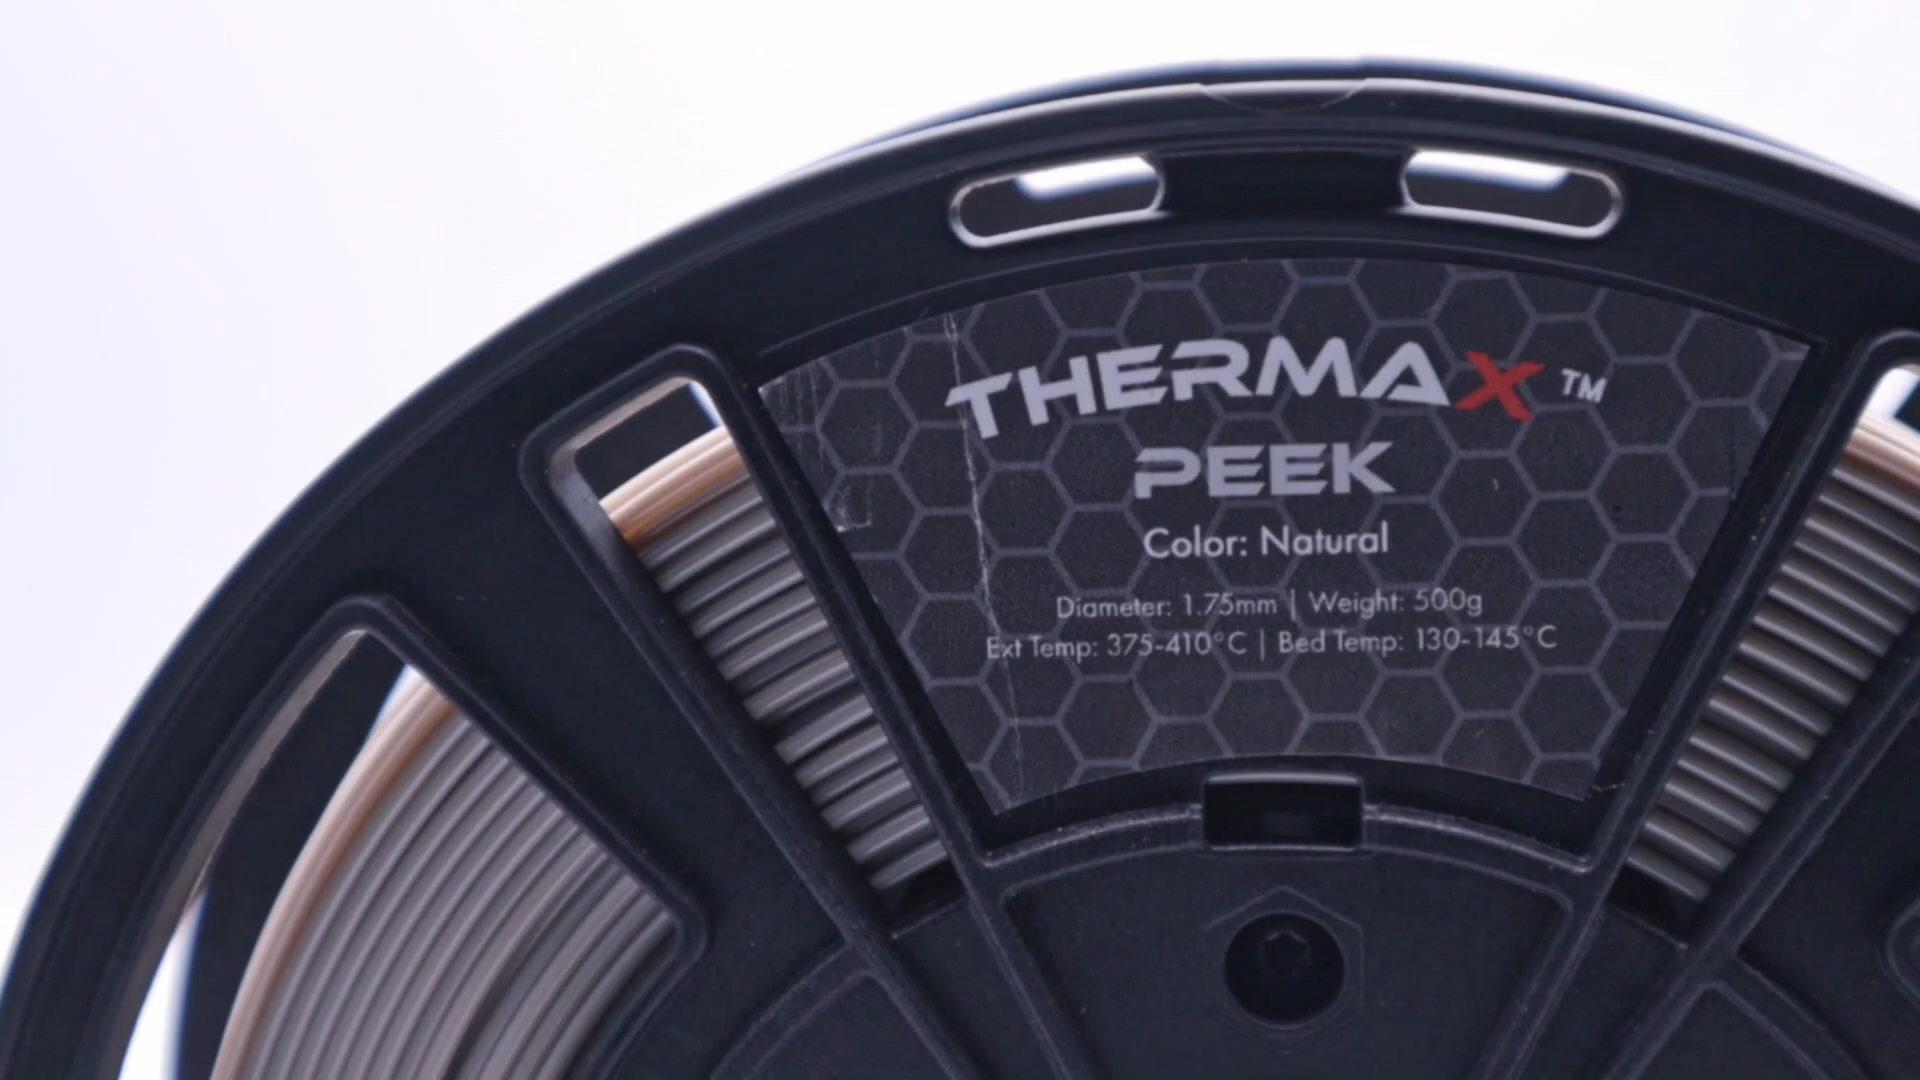 THERMAX™
PEEK
Color: Natural
Diameter: 1.75mm | Weight: 500g
Ext Temp: 375-410°C | Bed Temp: 130-145°C